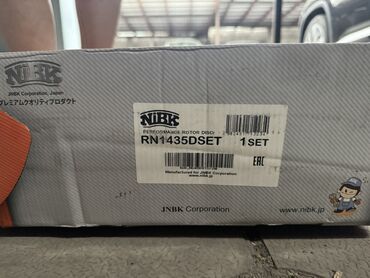 NiBK
JNBK Corporation, Japan
プレミアムクオリティプロダクト
NiBK
PERFORMANCE ROTOR DISC
RN1435DSET 1SET
EAC
Manufactured for JNBK Corporation
www.nibk.jp
JNBK Corporation
www.nibk.jp